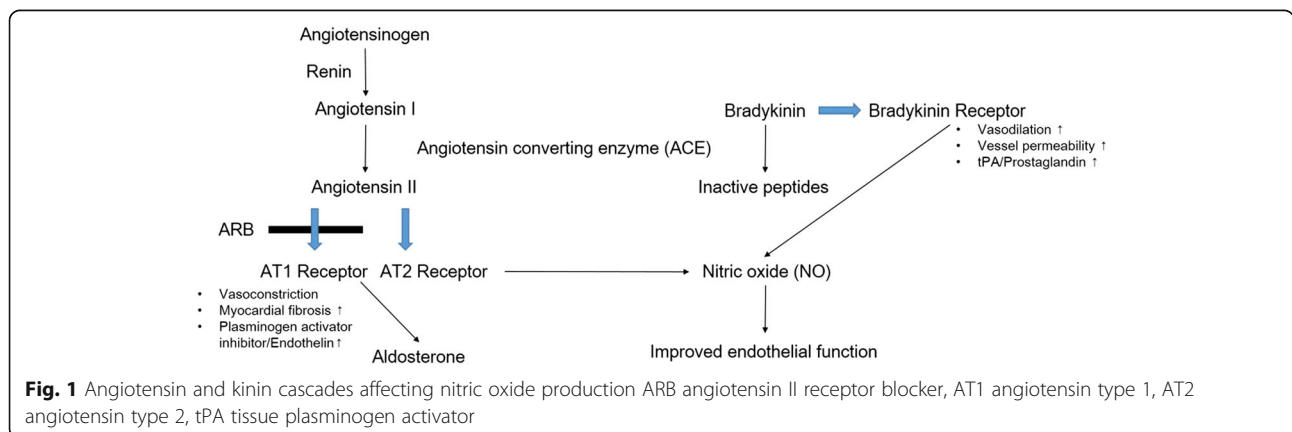 Angiotensinogen
Renin
Angiotensin I
Angiotensin converting enzyme (ACE)
Angiotensin II
ARB
AT1 Receptor
• Vasoconstriction
• Myocardial fibrosis ↑
• Plasminogen activator
inhibitor/Endothelin↑
Aldosterone
AT2 Receptor
Bradykinin
Bradykinin Receptor
• Vasodilation ↑
• Vessel permeability ↑
• tPA/Prostaglandin ↑
Inactive peptides
Nitric oxide (NO)
Improved endothelial function
Fig. 1 Angiotensin and kinin cascades affecting nitric oxide production ARB angiotensin II receptor blocker, AT1 angiotensin type 1, AT2
angiotensin type 2, tPA tissue plasminogen activator